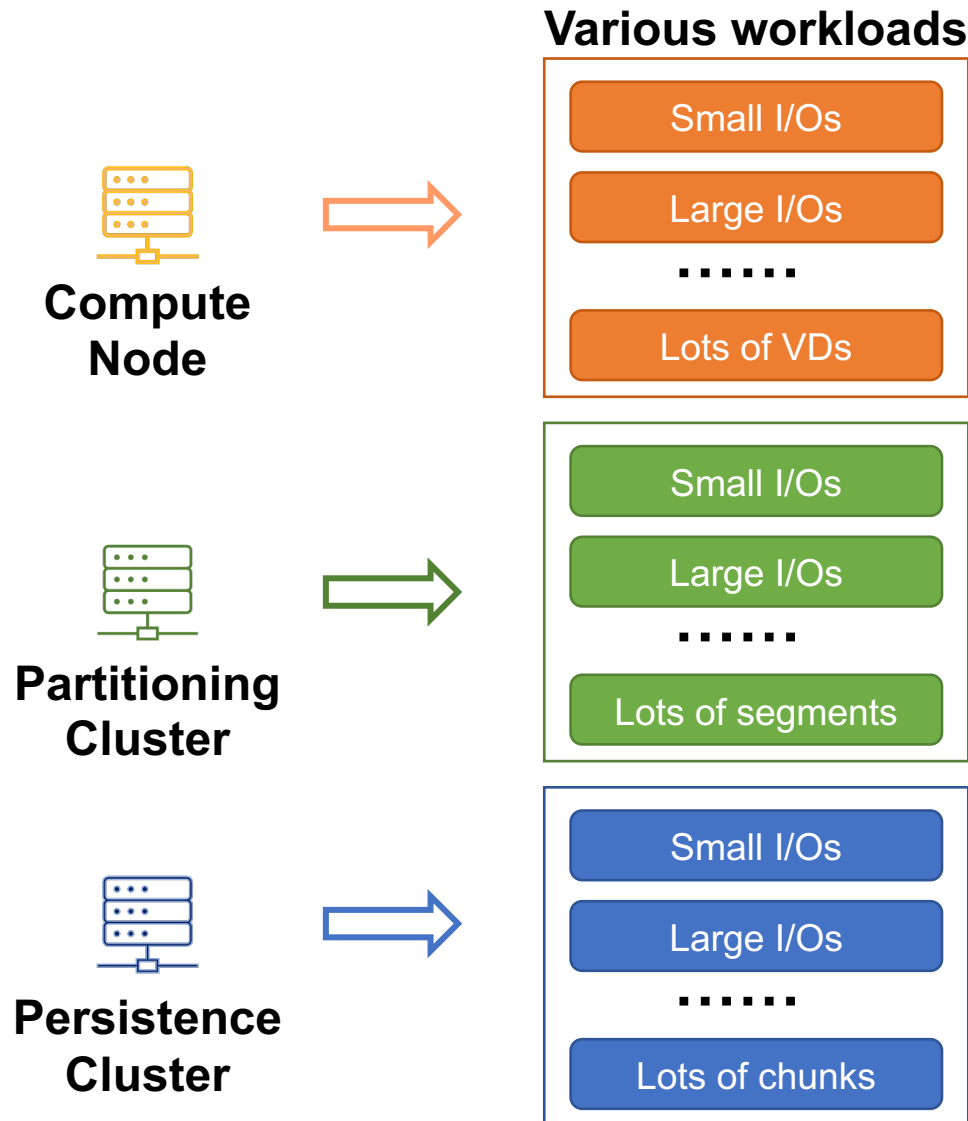 Various workloads
Small I/Os
Large I/Os
......
Lots of VDs
Compute
Node
Small I/Os
Large I/Os
......
Lots of segments
Partitioning
Cluster
Small I/Os
Large I/Os
......
Lots of chunks
Persistence
Cluster